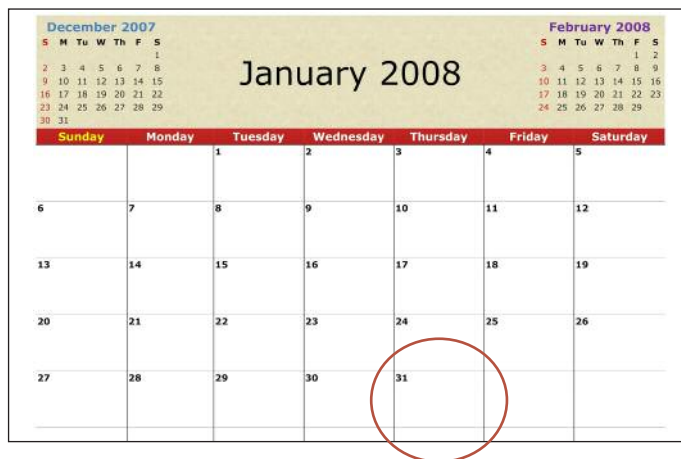 December 2007
S M Tu W Th F S
1
2 3 4 5 6 7 8
9 10 11 12 13 14 15
16 17 18 19 20 21 22
23 24 25 26 27 28 29
30 31
January 2008
February 2008
S M Tu W Th F S
1 2
3 4 5 6 7 8 9
10 11 12 13 14 15 16
17 18 19 20 21 22 23
24 25 26 27 28 29
Sunday Monday Tuesday Wednesday Thursday Friday Saturday
1 2 3 4 5
6 7 8 9 10 11 12
13 14 15 16 17 18 19
20 21 22 23 24 25 26
27 28 29 30 31